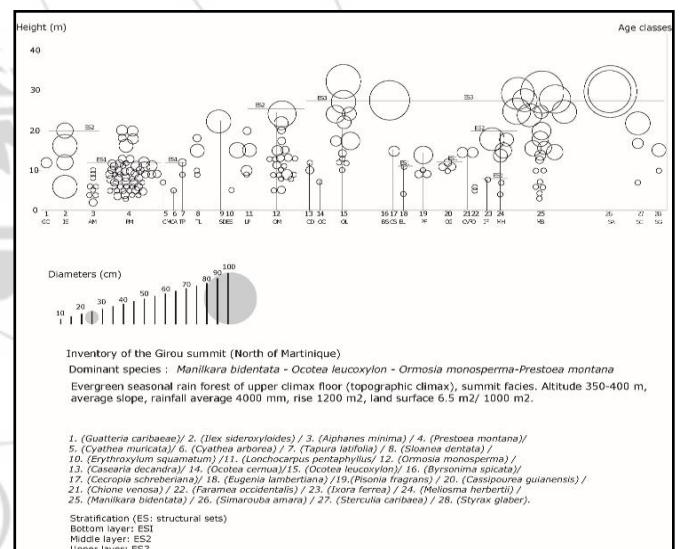 Height (m)
Age classes
40
30
ES3
ES3
ES2
20
ES2
ES2
ES1
ES1
10
0
1 2 3 4 5 6 7 8 9 10 11 12 13 14 15 16 17 18 19 20 21 22 23 24 25 26 27 28
Diameters (cm)
10 20 30 40 50 60 70 80 90 100
Inventory of the Girou summit (North of Martinique)
Dominant species : Manilkara bidentata - Ocotea leucoxylon - Ormosia monosperma-Prestoea montana
Evergreen seasonal rain forest of upper climax floor (topographic climax), summit facies. Altitude 350-400 m,
average slope, rainfall average 4000 mm, rise 1200 m2, land surface 6.5 m2/ 1000 m2.
1. (Guatteria caribaeae)/ 2. (Ilex sideroxyloides) / 3. (Aiphanes minima) / 4. (Prestoea montana)/
5. (Cyathea muricata)/ 6. (Cyathea arborea) / 7. (Tapura latifolia) / 8. (Sloanea dentata) /
10. (Erythroxylum squamatum) /11. (Lonchocarpus pentaphyllus/ 12. (Ormosia monosperma) /
13. (Casearia decandra)/ 14. (Ocotea cernua)/15. (Ocotea leucoxylon)/ 16. (Byrsonima spicata)/
17. (Cecropia schreberiana)/ 18. (Eugenia lambertiana) /19.(Pisonia fragrans) / 20. (Cassipourea guianensis) /
21. (Chione venosa) / 22. (Faramea occidentalis) / 23. (Ixora ferrea) / 24. (Meliosma herbertii) /
25. (Manilkara bidentata) / 26. (Simarouba amara) / 27. (Sterculia caribaea) / 28. (Styrax glaber).
Stratification (ES: structural sets)
Bottom layer: ESI
Middle layer: ES2
Upper layer: ES3